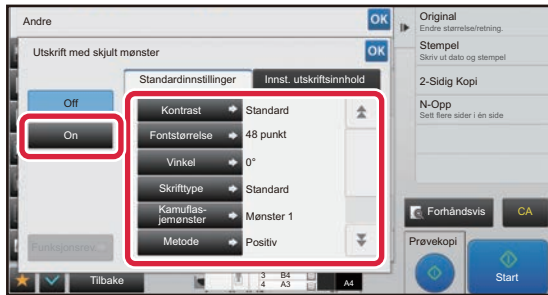 Andre
OK
Utskrift med skjult mønster
OK
Standardinnstillinger
Innst. utskriftsinnhold
Off
On
Kontrast
Standard
Fontstørrelse
48 punkt
Vinkel
0°
Skrifttype
Standard
Kamuflas-
jemønster
Mønster 1
Metode
Positiv
Tilbake
3 B4
4 A3
A4
Original
Endre størrelse/retning.
Stempel
Skriv ut dato og stempel
2-Sidig Kopi
N-Opp
Sett flere sider i én side
Forhåndsvis
CA
Prøvekopi
Start